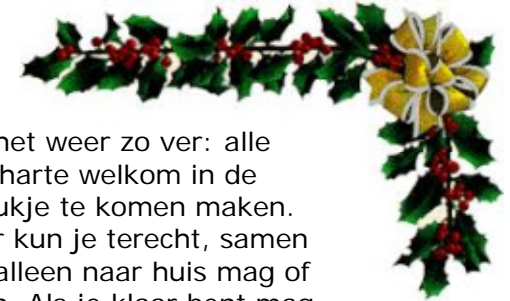 net weer zo ver: alle
harte welkom in de
ukje te komen maken.
r kun je terecht, samen
alleen naar huis mag of
Als je klaar bent mag